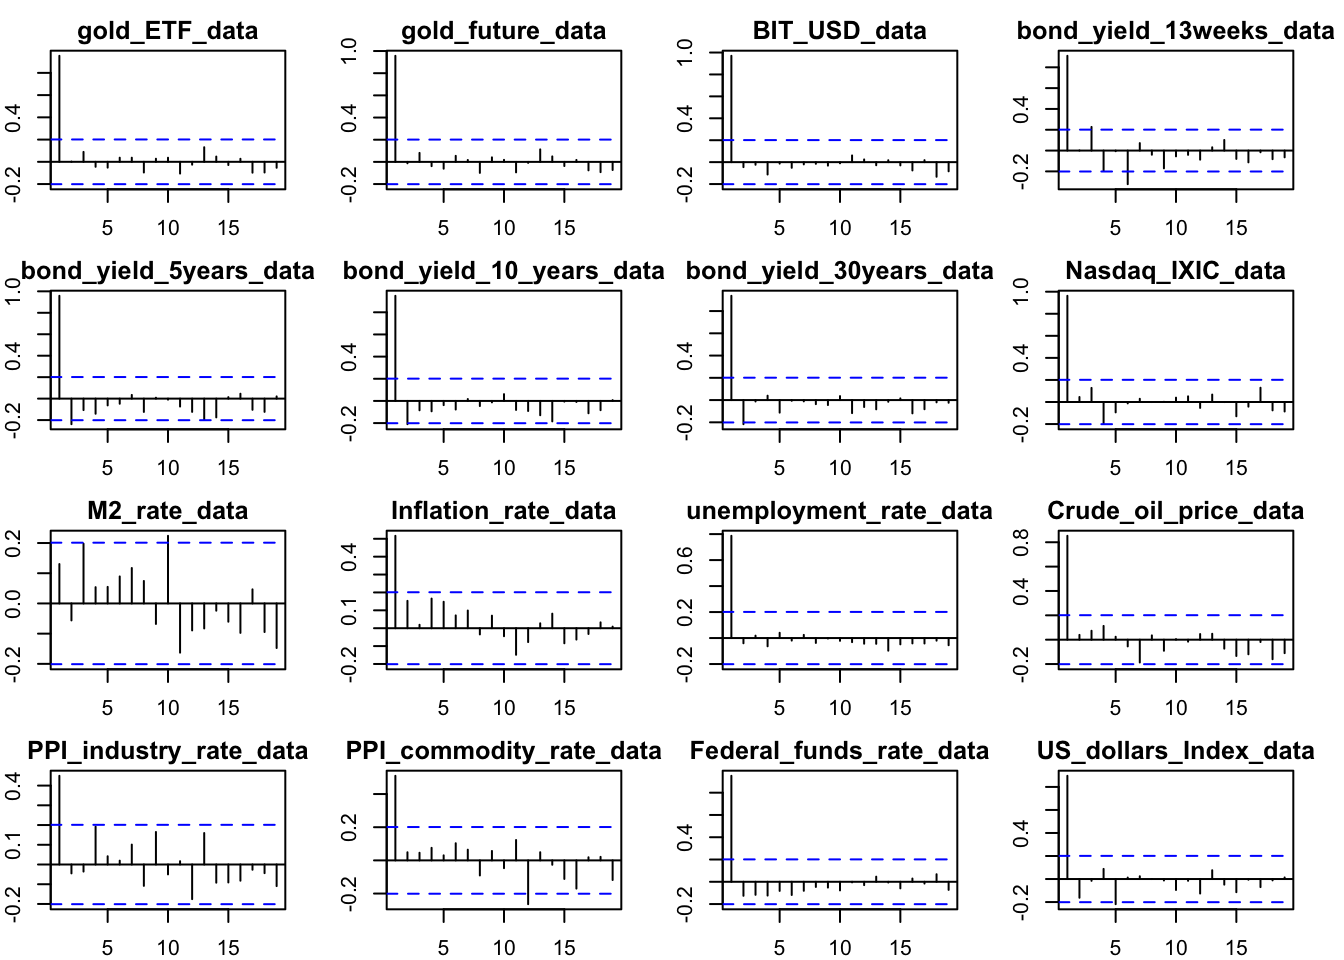 gold_ETF_data
-0.2 0.4
5 10 15
gold_future_data
-0.2 0.4 1.0
5 10 15
BIT_USD_data
-0.2 0.4 1.0
5 10 15
bond_yield_13weeks_data
-0.2 0.4
5 10 15
bond_yield_5years_data
-0.2 0.4 1.0
5 10 15
bond_yield_10_years_data
-0.2 0.4
5 10 15
bond_yield_30years_data
-0.2 0.4
5 10 15
Nasdaq_IXIC_data
-0.2 0.4 1.0
5 10 15
M2_rate_data
-0.2 0.0 0.2
5 10 15
Inflation_rate_data
-0.2 0.1 0.4
5 10 15
unemployment_rate_data
-0.2 0.2 0.6
5 10 15
Crude_oil_price_data
-0.2 0.4 0.8
5 10 15
PPI_industry_rate_data
-0.2 0.1 0.4
5 10 15
PPI_commodity_rate_data
-0.2 0.2
5 10 15
Federal_funds_rate_data
-0.2 0.4
5 10 15
US_dollars_Index_data
-0.2 0.4
5 10 15